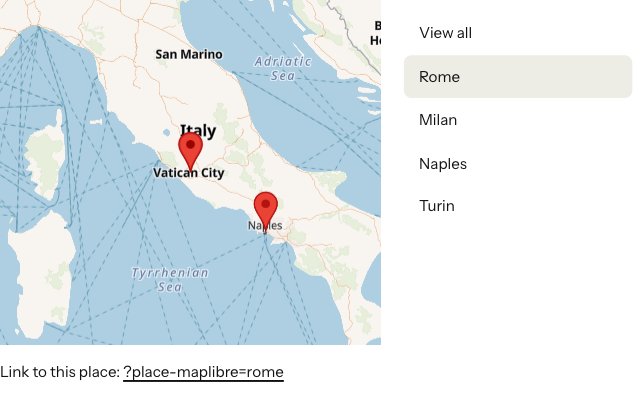 San Marino
Adriatic
Sea
Italy
Vatican City
Naples
Tyrrhenian
Sea
B
He
View all
Rome
Milan
Naples
Turin
Link to this place: ?place-maplibre=rome